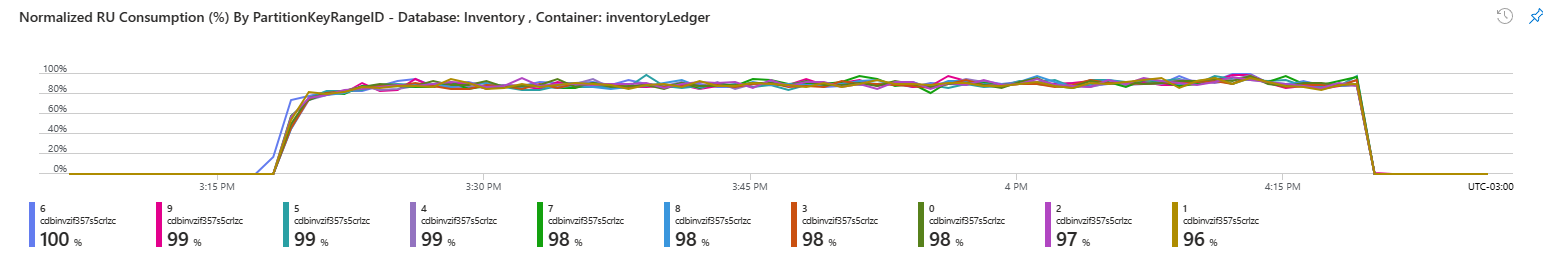 Normalized RU Consumption (%) By PartitionKeyRangeID - Database: Inventory , Container: inventoryLedger
100%
80%
60%
40%
20%
0%
3:15 PM 3:30 PM 3:45 PM 4 PM 4:15 PM UTC-03:00
6 9 5 4 7 8 3 0 2 1
cdbinvzif357s5crlzc cdbinvzif357s5crlzc cdbinvzif357s5crlzc cdbinvzif357s5crlzc cdbinvzif357s5crlzc cdbinvzif357s5crlzc cdbinvzif357s5crlzc cdbinvzif357s5crlzc cdbinvzif357s5crlzc cdbinvzif357s5crlzc
100 % 99 % 99 % 99 % 98 % 98 % 98 % 98 % 97 % 96 %